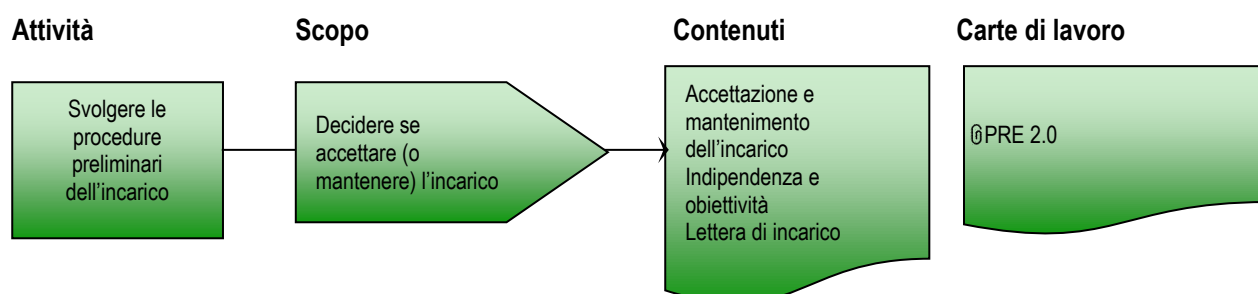 Attività
Scopo
Contenuti
Carte di lavoro
Svolgere le
procedure
preliminari
dell'incarico
Decidere se
accettare (o
mantenere) l'incarico
Accettazione e
mantenimento
dell'incarico
Indipendenza e
obiettività
Lettera di incarico
PRE 2.0